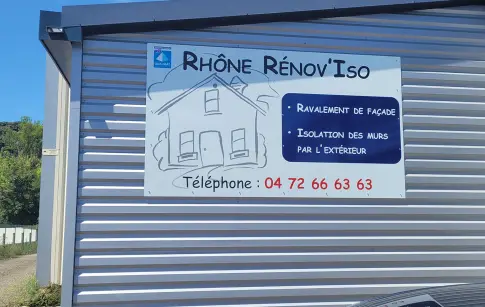 Rhône Rénov'Iso
• Ravalement de façade
• Isolation des murs
par l'extérieur
Téléphone : 04 72 66 63 63